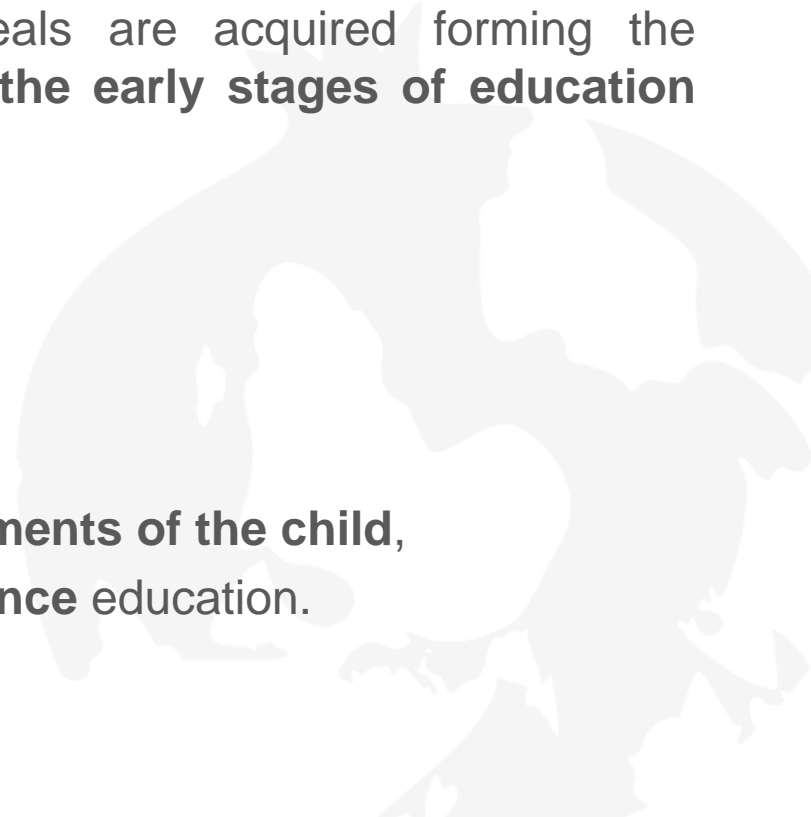 eals are acquired forming the
the early stages of education
ments of the child,
nce education.